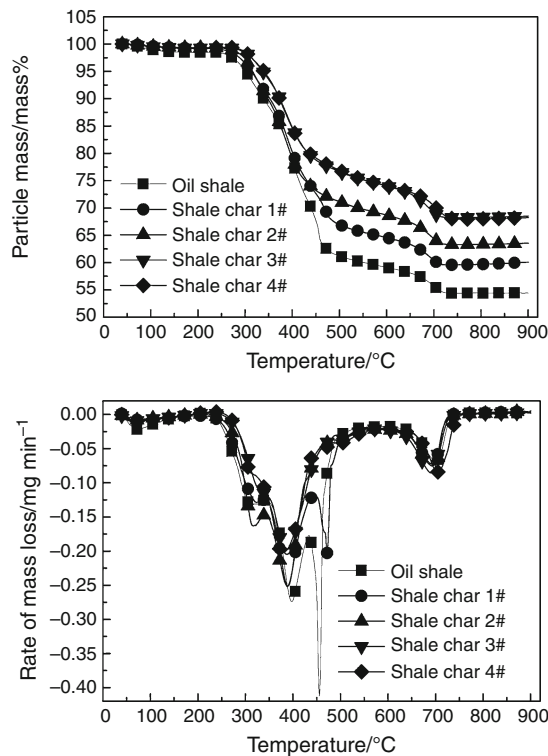 105
100
95
90
85
80
75
70
65
60
55
50
Particle mass/mass%
Oil shale
Shale char 1#
Shale char 2#
Shale char 3#
Shale char 4#
0 100 200 300 400 500 600 700 800 900
Temperature/°C
0.00
−0.05
−0.10
−0.15
−0.20
−0.25
−0.30
−0.35
−0.40
Rate of mass loss/mg min−1
Oil shale
Shale char 1#
Shale char 2#
Shale char 3#
Shale char 4#
0 100 200 300 400 500 600 700 800 900
Temperature/°C